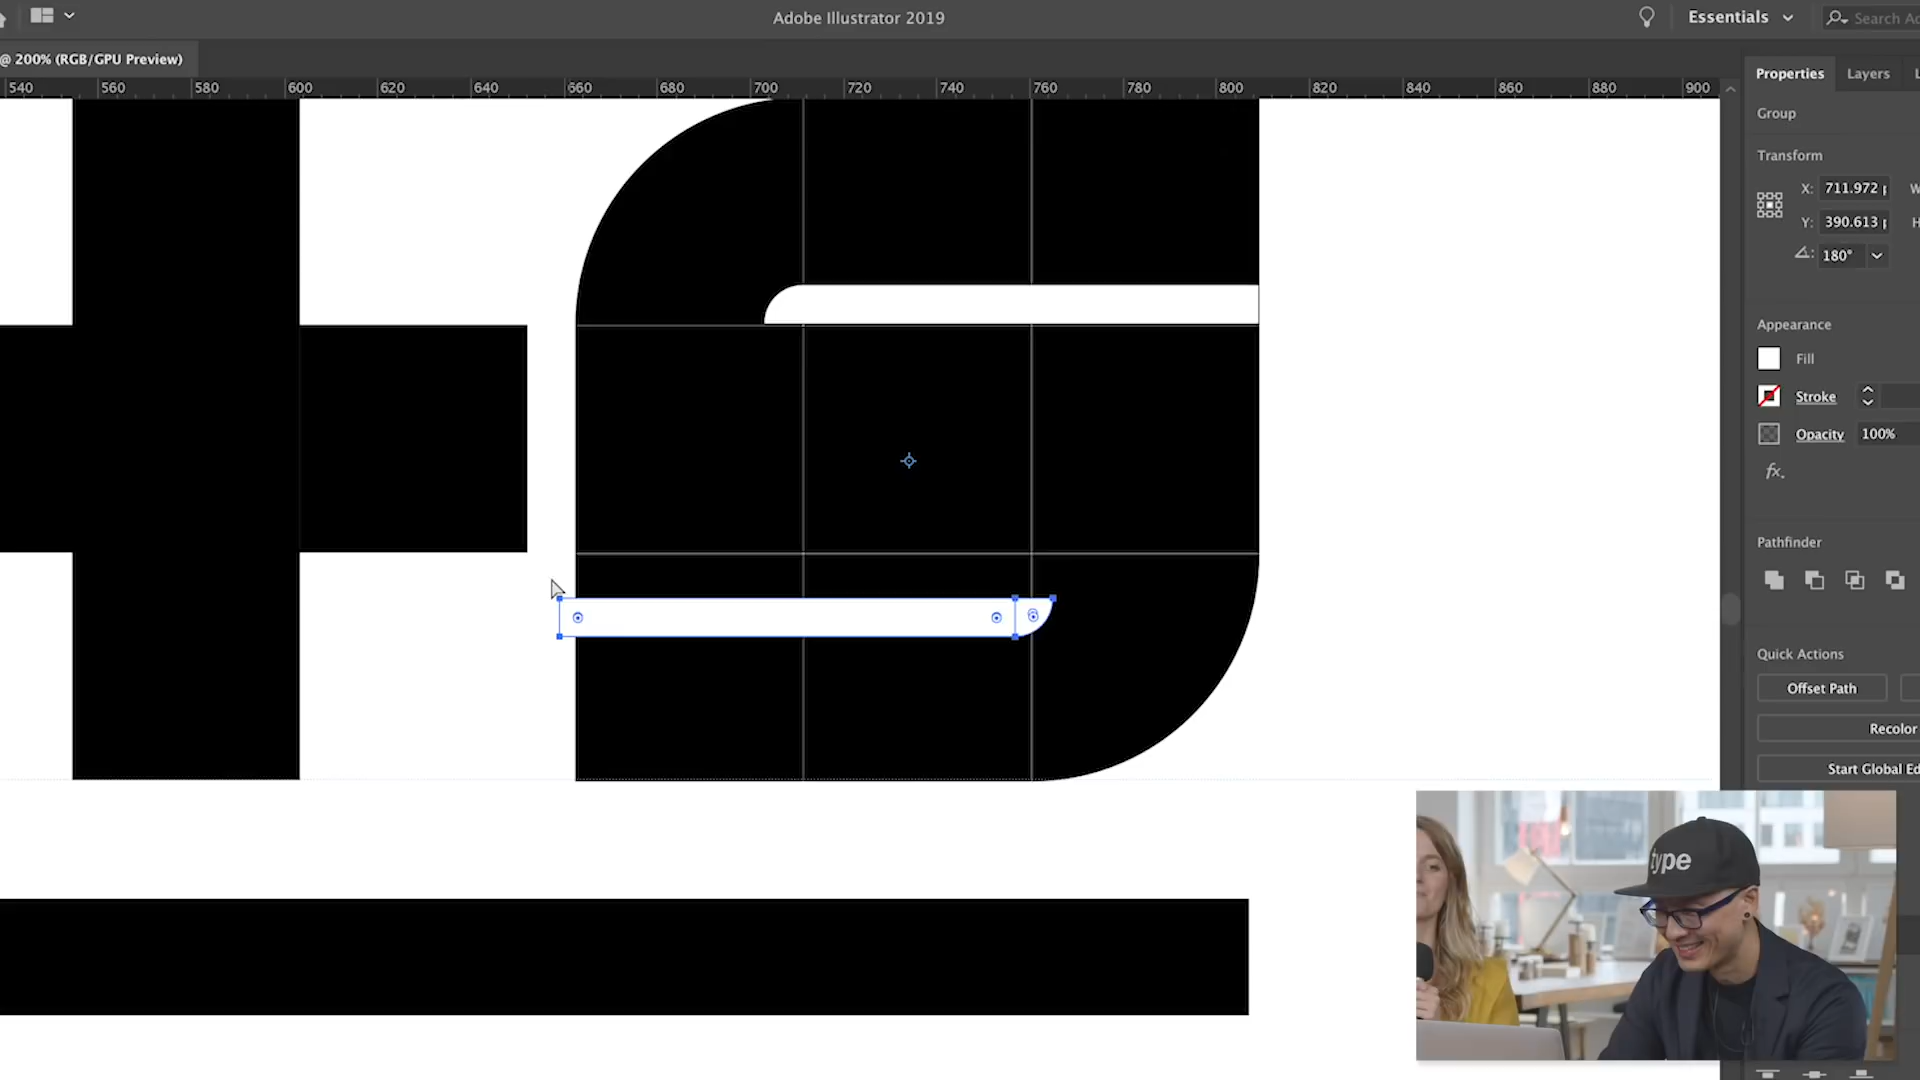 Adobe Illustrator 2019
Essentials
Search Ad
@ 200% (RGB/GPU Preview)
540 560 580 600 620 640 660 680 700 720 740 760 780 800 820 840 860 880 900
Properties Layers L
Group
Transform
X: 711.972 p W
Y: 390.613 p H
180°
Appearance
Fill
Stroke
Opacity 100%
fx.
Pathfinder
Quick Actions
Offset Path
Recolor
Start Global Ed
type